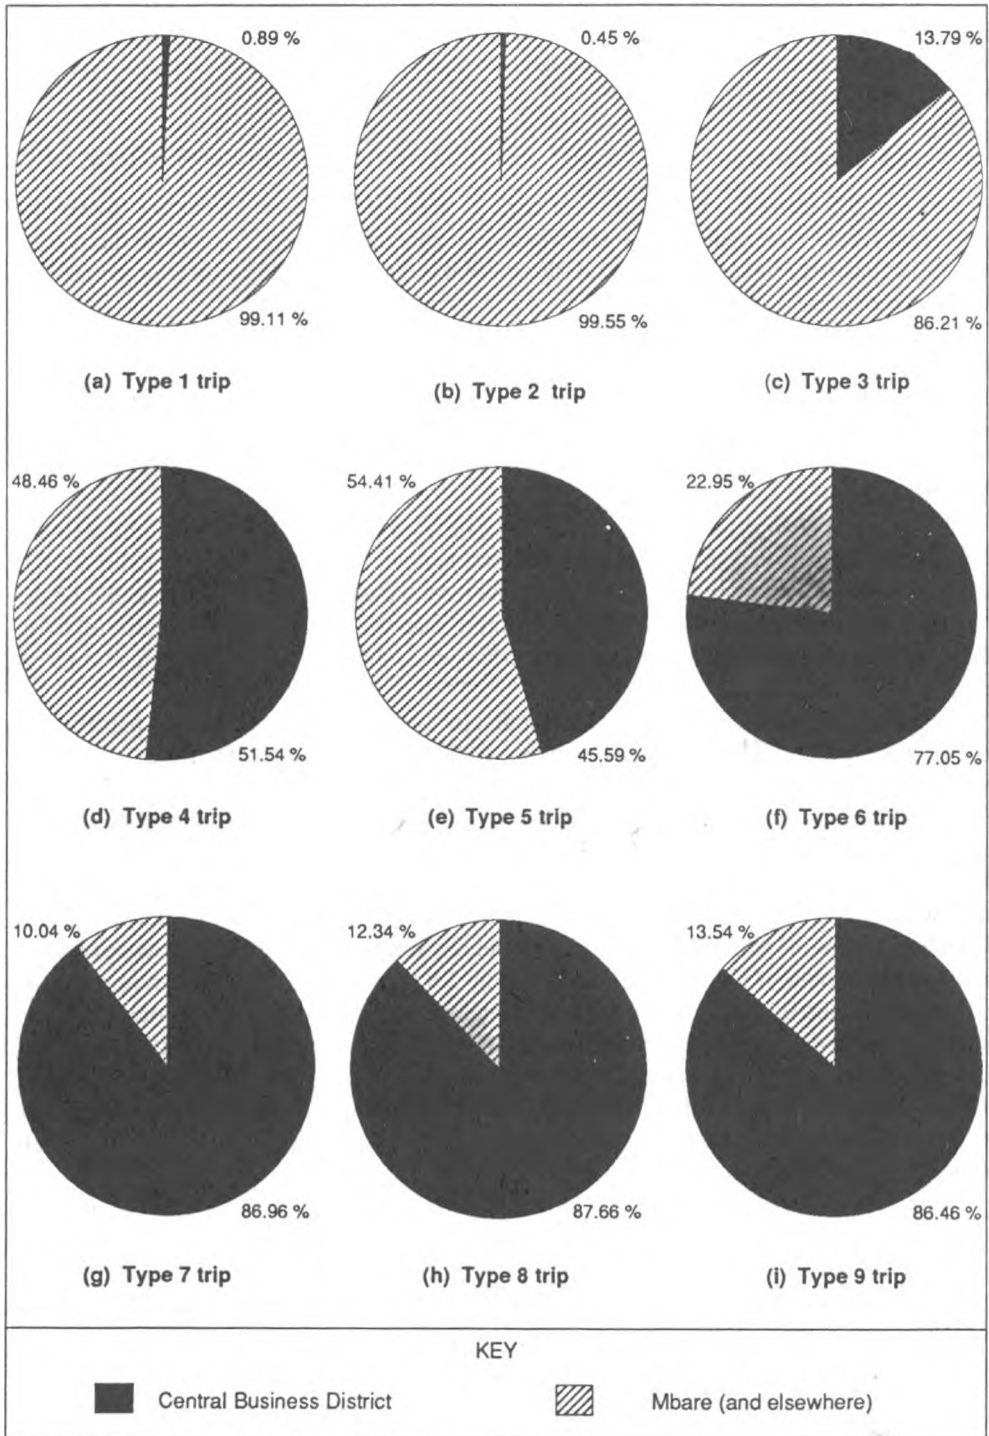 0.89 % 0.45 % 13.79 %
99.11 % 99.55 % 86.21 %
(a) Type 1 trip (b) Type 2 trip (c) Type 3 trip
48.46 % 54.41 % 22.95 %
51.54 % 45.59 % 77.05 %
(d) Type 4 trip (e) Type 5 trip (f) Type 6 trip
10.04 % 12.34 % 13.54 %
86.96 % 87.66 % 86.46 %
(g) Type 7 trip (h) Type 8 trip (i) Type 9 trip
KEY
Central Business District Mbare (and elsewhere)